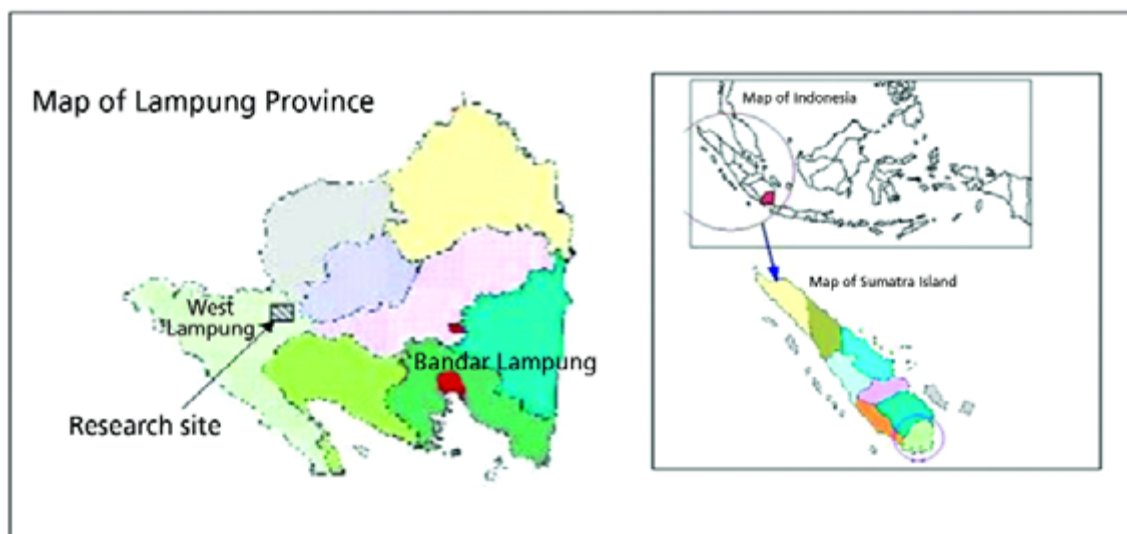 Map of Lampung Province
West
Lampung
Bandar Lampung
Research site
Map of Indonesia
Map of Sumatra Island